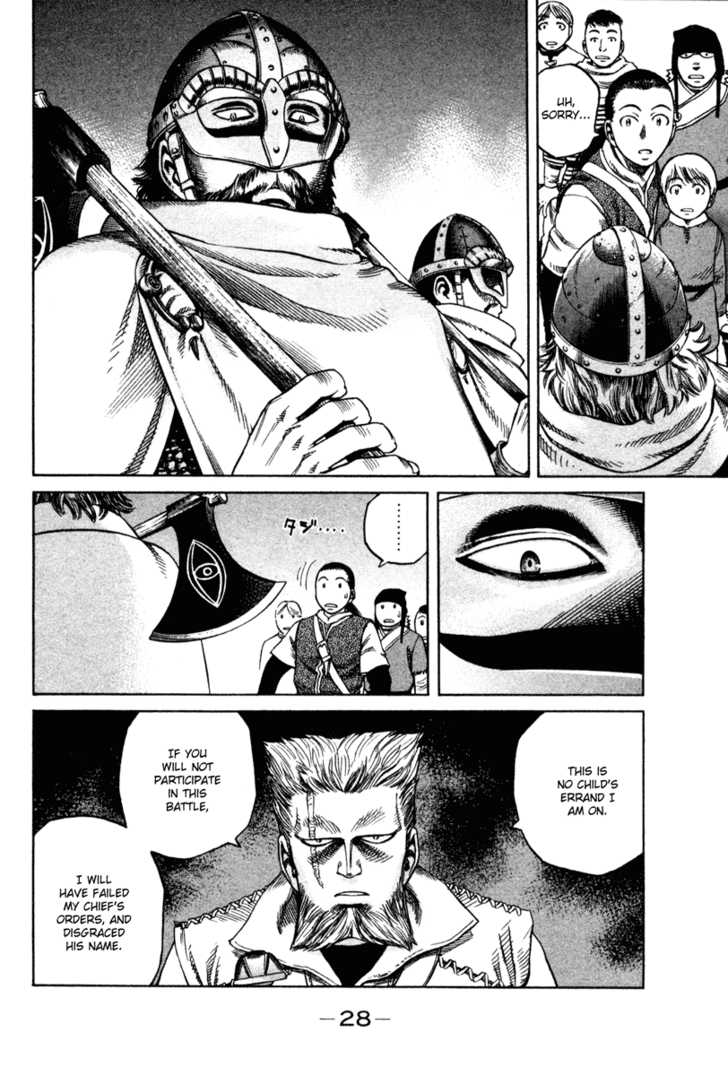 UH,
SORRY...
........
タジ....
THIS IS
NO CHILD'S
ERRAND I
AM ON.
IF YOU
WILL NOT
PARTICIPATE
IN THIS
BATTLE,
I WILL
HAVE FAILED
MY CHIEF'S
ORDERS, AND
DISGRACED
HIS NAME.
-28-